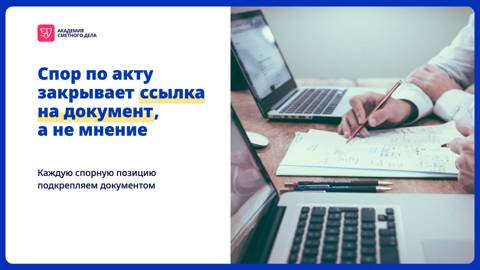 АКАДЕМИЯ
СМЕТНОГО ДЕЛА
Спор по акту
закрывает ссылка
на документ,
а не мнение
Каждую спорную позицию
подкрепляем документом